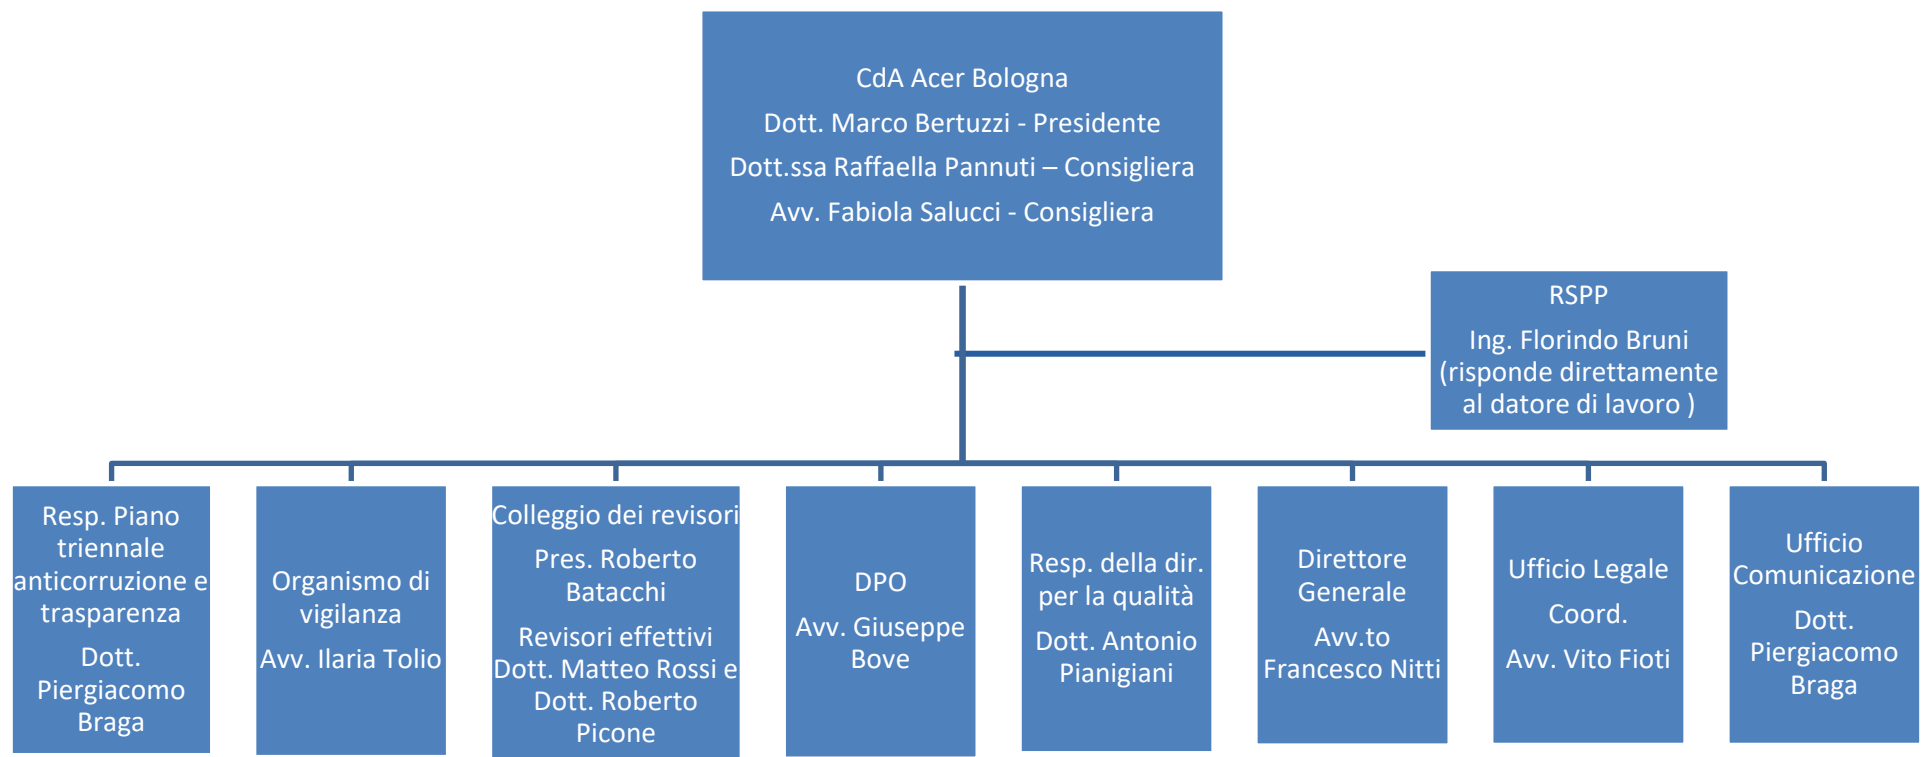 CdA Acer Bologna
Dott. Marco Bertuzzi - Presidente
Dott.ssa Raffaella Pannuti – Consigliera
Avv. Fabiola Salucci - Consigliera
RSPP
Ing. Florindo Bruni
(risponde direttamente
al datore di lavoro )
Resp. Piano
triennale
anticorruzione e
trasparenza
Dott.
Piergiacomo
Braga
Organismo di
vigilanza
Avv. Ilaria Tolio
Colleggio dei revisori
Pres. Roberto
Batacchi
Revisori effettivi
Dott. Matteo Rossi e
Dott. Roberto
Picone
DPO
Avv. Giuseppe
Bove
Resp. della dir.
per la qualità
Dott. Antonio
Pianigiani
Direttore
Generale
Avv.to
Francesco Nitti
Ufficio Legale
Coord.
Avv. Vito Fioti
Ufficio
Comunicazione
Dott.
Piergiacomo
Braga